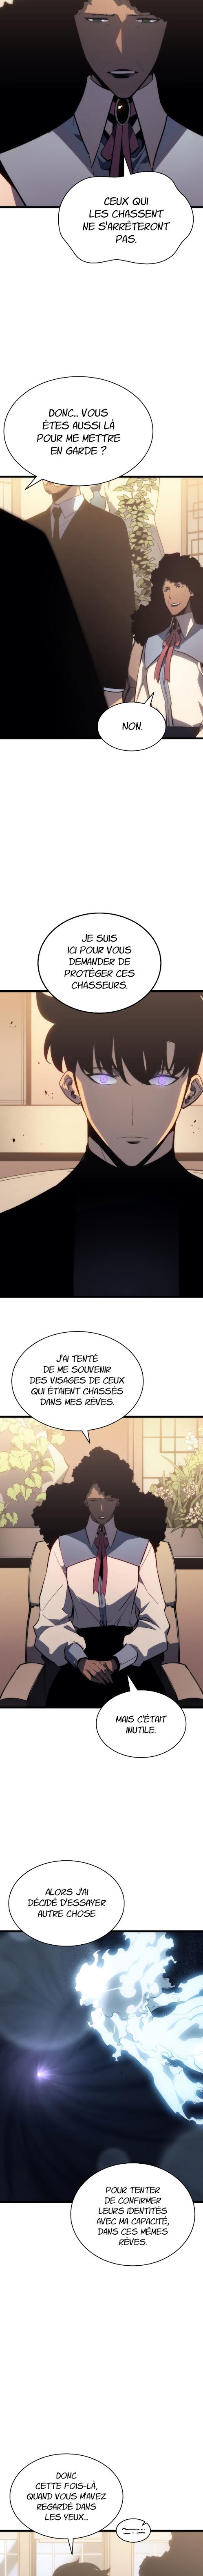 CEUX QUI
LES CHASSENT
NE S'ARRÊTERONT
PAS.
DONC... VOUS
ÊTES AUSSI LÀ
POUR ME METTRE
EN GARDE ?
NON.
JE SUIS
ICI POUR VOUS
DEMANDER DE
PROTÉGER CES
CHASSEURS.
J'AI TENTÉ
DE ME SOUVENIR
DES VISAGES DE CEUX
QUI ÉTAIENT CHASSÉS
DANS MES RÊVES.
MAIS C'ÉTAIT
INUTILE.
ALORS J'AI
DÉCIDÉ D'ESSAYER
AUTRE CHOSE
POUR TENTER
DE CONFIRMER
LEURS IDENTITÉS
AVEC MA CAPACITÉ,
DANS CES MÊMES
RÊVES.
DONC
CETTE FOIS-LÀ,
QUAND VOUS M'AVEZ
REGARDÉ DANS
LES YEUX...